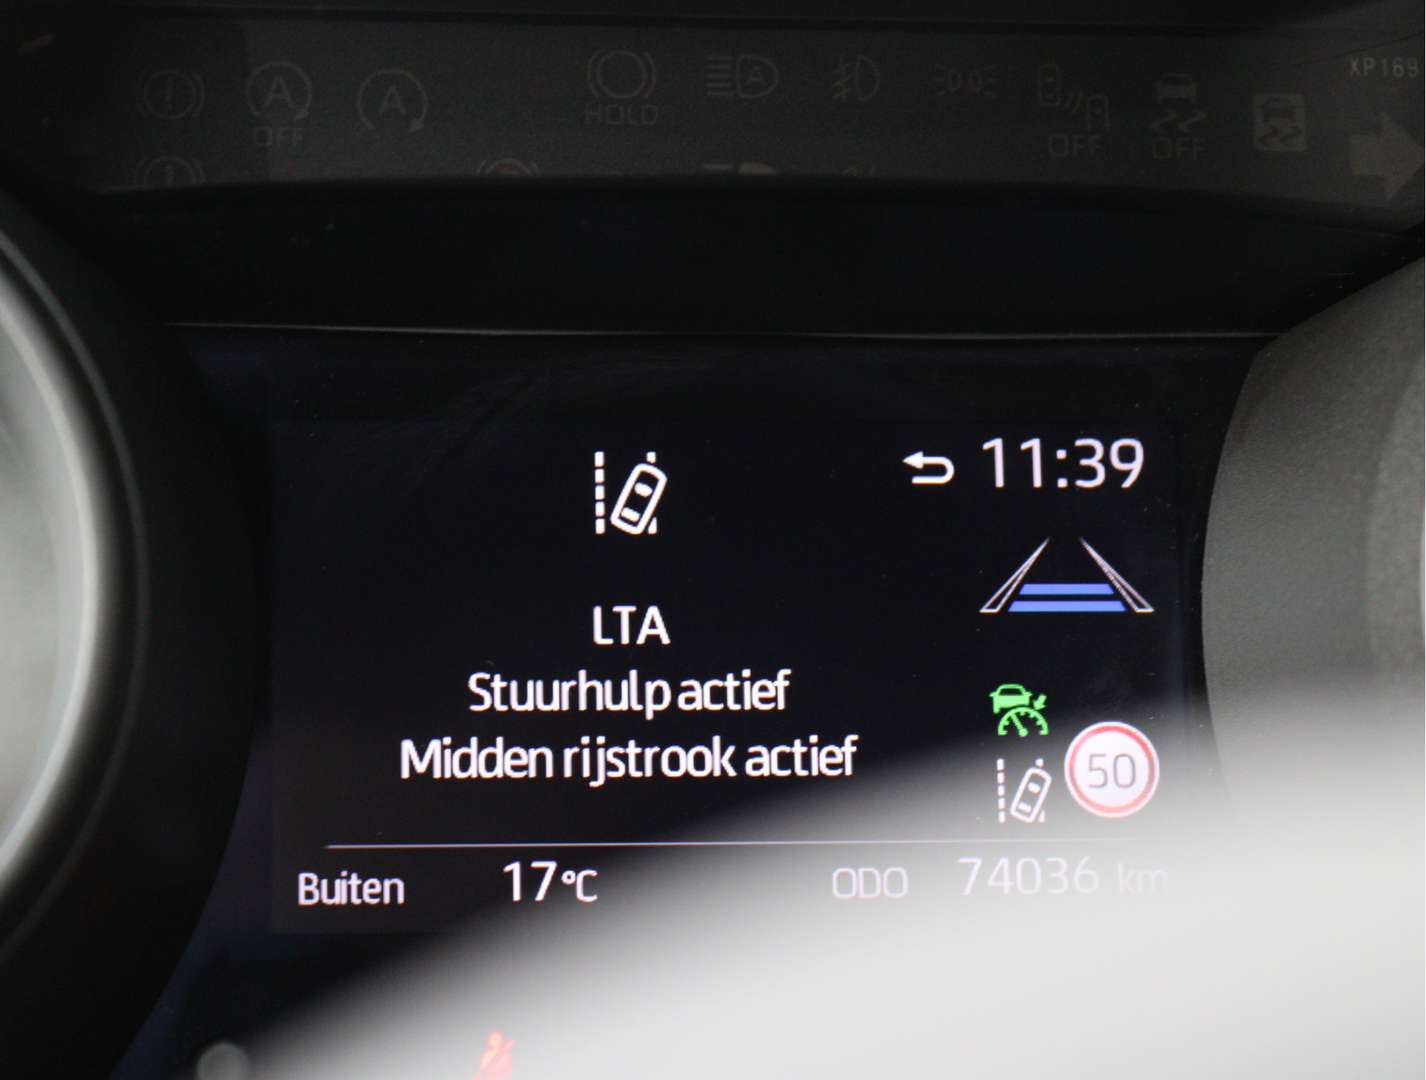 XP169
A
A
A
OFF
HOLD
OFF
OFF
11:39
LTA
Stuurhulp actief
Midden rijstrook actief
50
Buiten 17°C ODO 74036 km